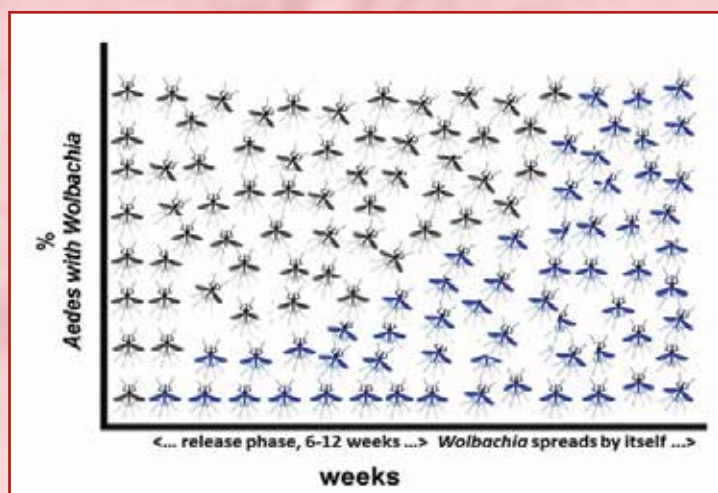 %
Aedes with Wolbachia
<... release phase, 6-12 weeks ...> Wolbachia spreads by itself ...>
weeks